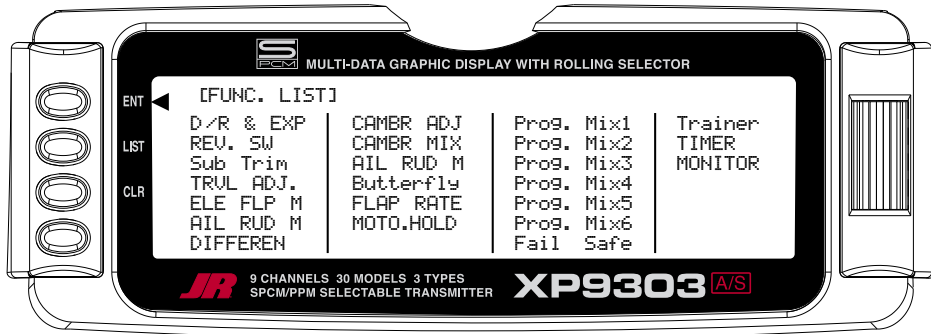 S
PCM
MULTI-DATA GRAPHIC DISPLAY WITH ROLLING SELECTOR
ENT
LIST
CLR
[FUNC. LIST]
D/R & EXP
REV. SW
Sub Trim
TRVL ADJ.
ELE FLP M
AIL RUD M
DIFFEREN
CAMBR ADJ
CAMBR MIX
AIL RUD M
Butterfly
FLAP RATE
MOTO.HOLD
Prog. Mix1
Prog. Mix2
Prog. Mix3
Prog. Mix4
Prog. Mix5
Prog. Mix6
Fail Safe
Trainer
TIMER
MONITOR
JR
9 CHANNELS 30 MODELS 3 TYPES
SPCM/PPM SELECTABLE TRANSMITTER
XP9303 A/S